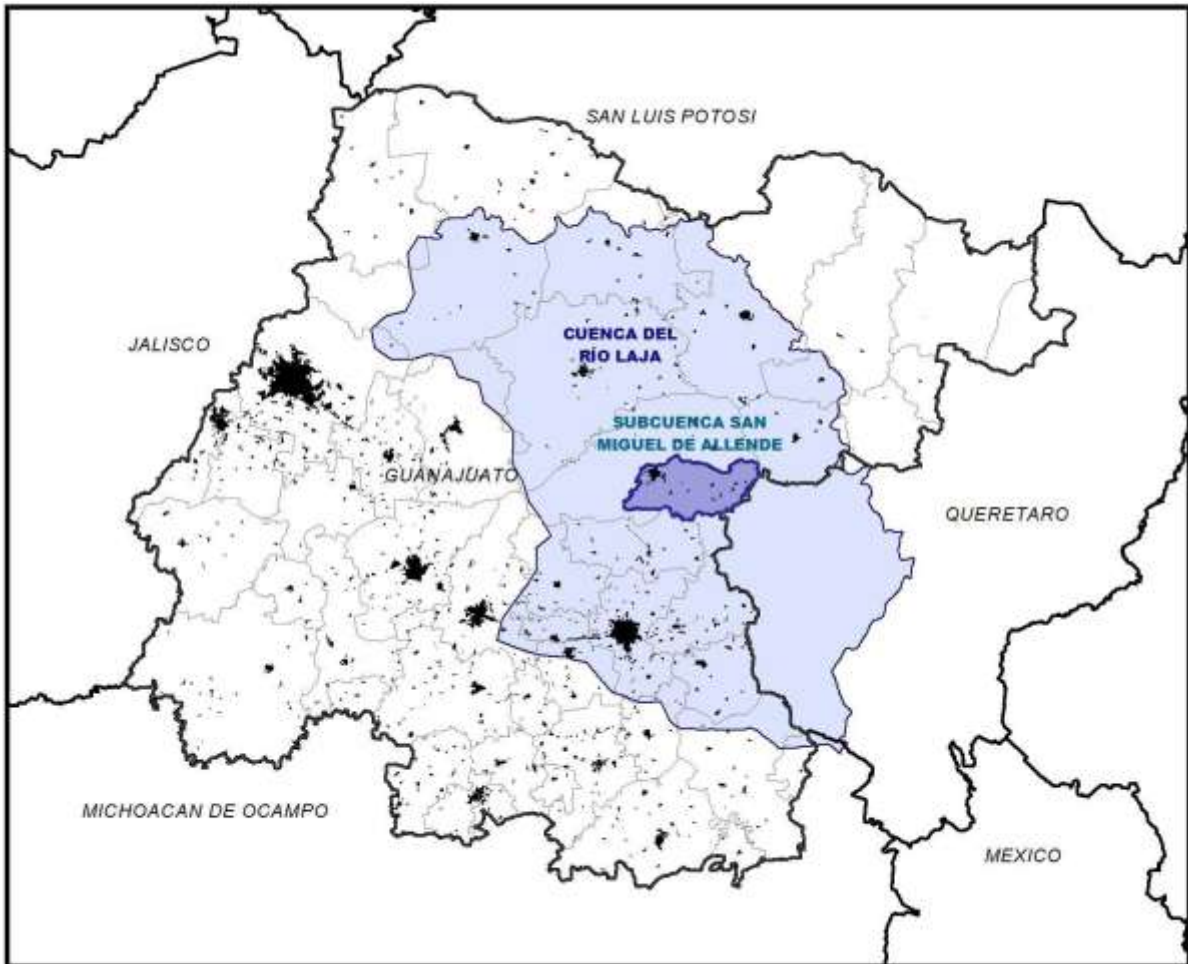 SAN LUIS POTOSI
JALISCO
CUENCA DEL
RÍO LAJA
SUBCUENCA SAN
MIGUEL DE ALLENDE
GUANAJUATO
QUERETARO
MICHOACAN DE OCAMPO
MEXICO